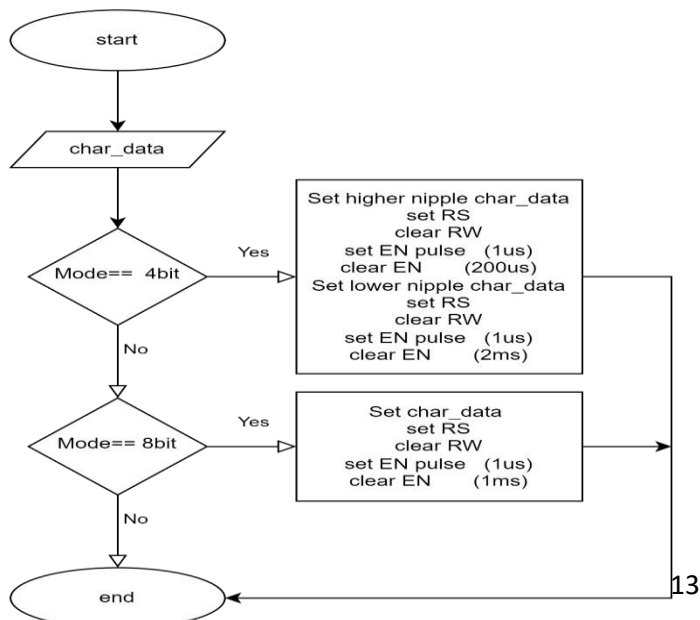 start
char_data
Mode== 4bit
Yes
Set higher nipple char_data
set RS
clear RW
set EN pulse (1us)
clear EN (200us)
Set lower nipple char_data
set RS
clear RW
set EN pulse (1us)
clear EN (2ms)
No
Mode== 8bit
Yes
Set char_data
set RS
clear RW
set EN pulse (1us)
clear EN (1ms)
No
end
13